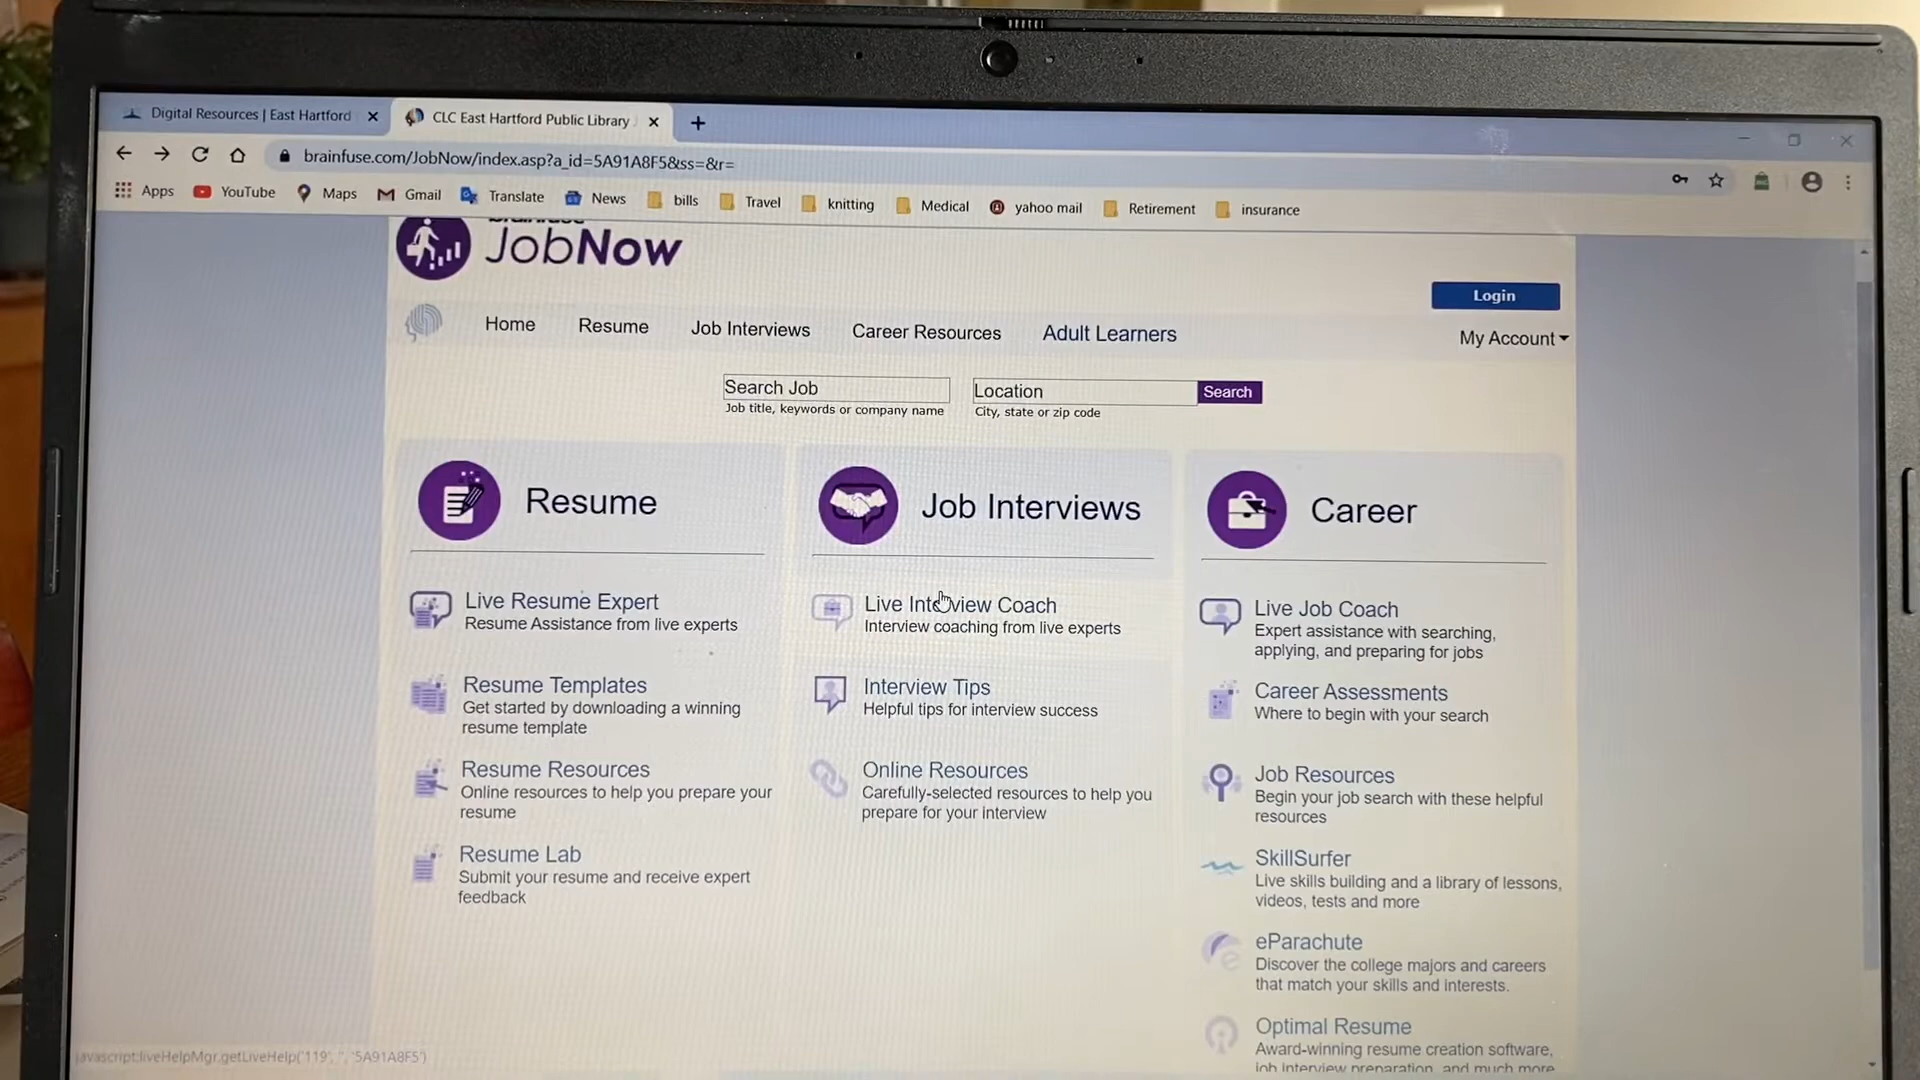 Digital Resources | East Hartford
CLC East Hartford Public Library
brainfuse.com/JobNow/index.asp?a_id=5A91A8F5&ss=&r=
Apps YouTube Maps Gmail Translate News bills Travel knitting Medical yahoo mail Retirement insurance
brainfuse
JobNow
Login
Home Resume Job Interviews Career Resources Adult Learners My Account
Search Job Location Search
Job title, keywords or company name City, state or zip code
Resume
Live Resume Expert
Resume Assistance from live experts
Resume Templates
Get started by downloading a winning
resume template
Resume Resources
Online resources to help you prepare your
resume
Resume Lab
Submit your resume and receive expert
feedback
Job Interviews
Live Interview Coach
Interview coaching from live experts
Interview Tips
Helpful tips for interview success
Online Resources
Carefully-selected resources to help you
prepare for your interview
Career
Live Job Coach
Expert assistance with searching,
applying, and preparing for jobs
Career Assessments
Where to begin with your search
Job Resources
Begin your job search with these helpful
resources
SkillSurfer
Live skills building and a library of lessons,
videos, tests and more
eParachute
Discover the college majors and careers
that match your skills and interests.
Optimal Resume
Award-winning resume creation software,
job interview preparation, and much more
javascript:liveHelpMgr.getLiveHelp('119', '', '5A91A8F5')